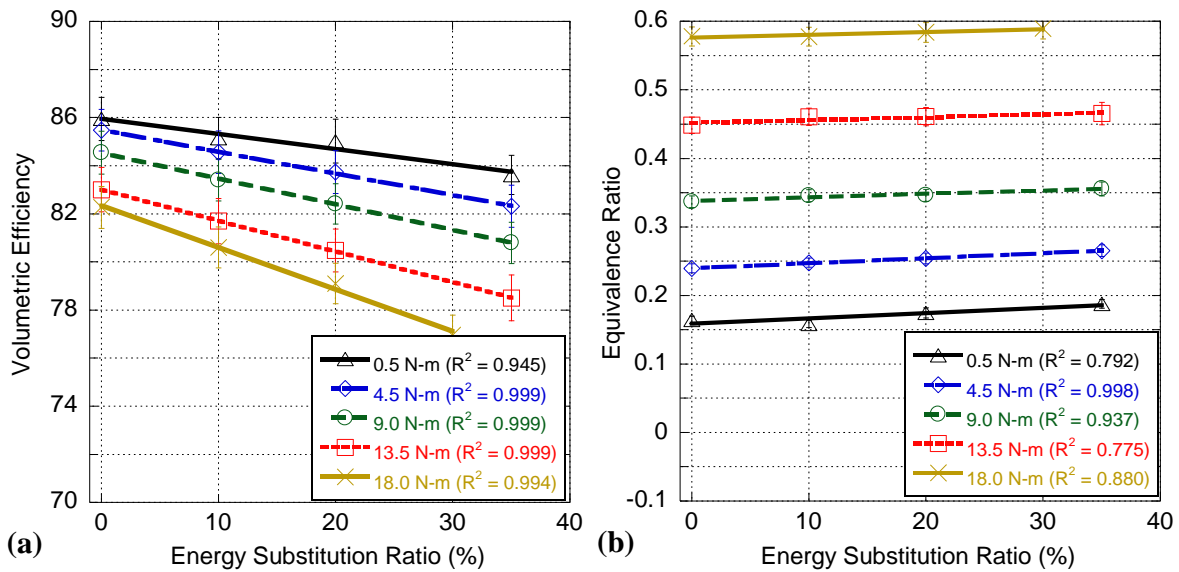 90
86
82
78
74
70
Volumetric Efficiency
0.5 N-m (R² = 0.945)
4.5 N-m (R² = 0.999)
9.0 N-m (R² = 0.999)
13.5 N-m (R² = 0.999)
18.0 N-m (R² = 0.994)
0 10 20 30 40
Energy Substitution Ratio (%)
(a)
0.6
0.5
0.4
0.3
0.2
0.1
0
-0.1
Equivalence Ratio
0.5 N-m (R² = 0.792)
4.5 N-m (R² = 0.998)
9.0 N-m (R² = 0.937)
13.5 N-m (R² = 0.775)
18.0 N-m (R² = 0.880)
0 10 20 30 40
Energy Substitution Ratio (%)
(b)